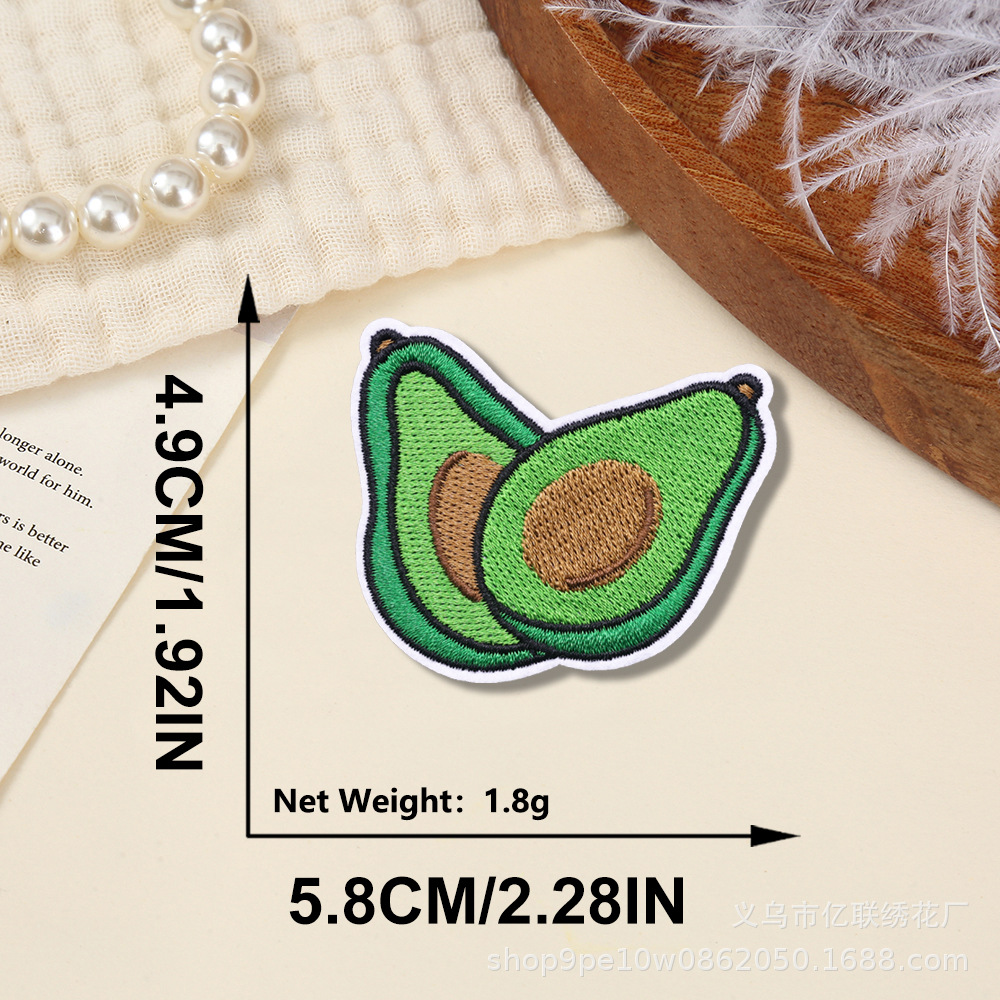 longer alone.
world for him.
rs is better
ne like
4.9CM/1.92IN
Net Weight: 1.8g
5.8CM/2.28IN
义乌市亿联绣花厂
shop9pe10w0862050.1688.com